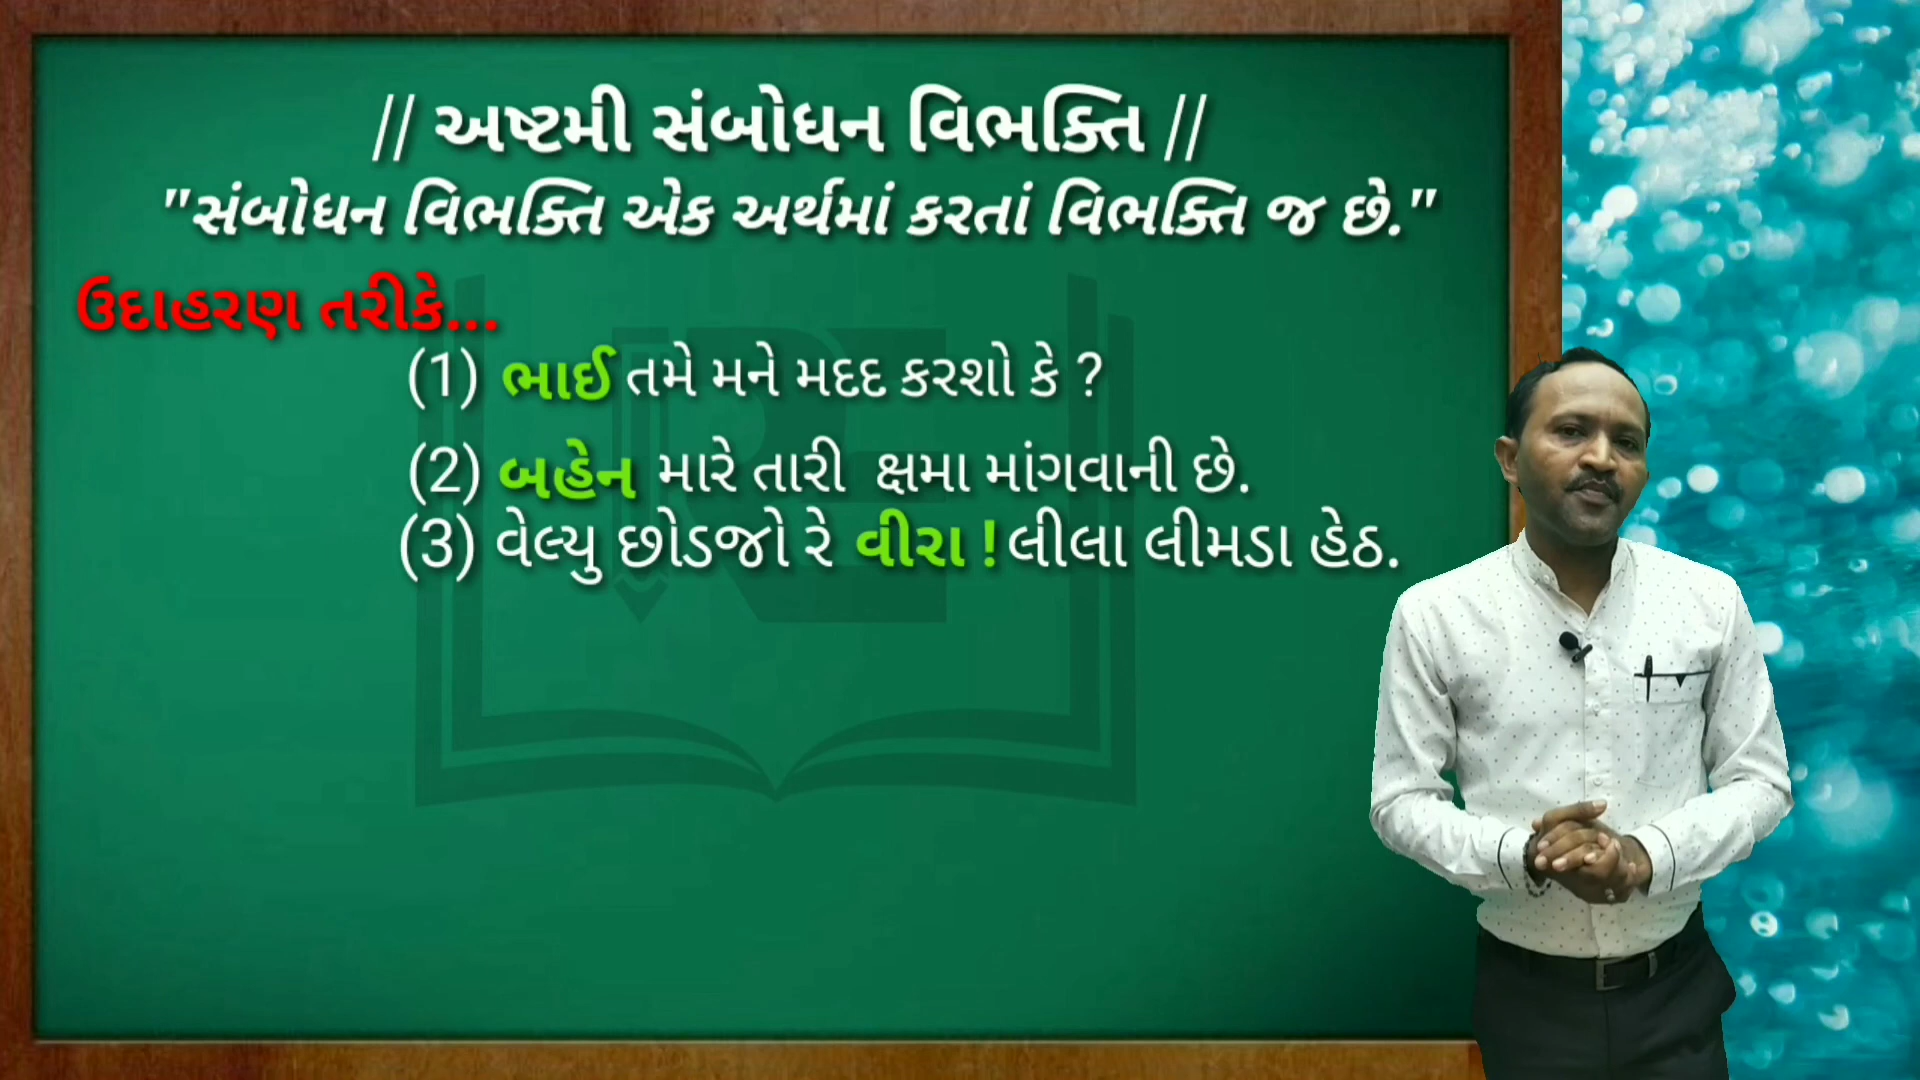 // અષ્ટમી સંબોધન વિભક્તિ //
"સંબોધન વિભક્તિ એક અર્થમાં કરતાં વિભક્તિ જ છે."
ઉદાહરણ તરીકે...
(1) ભાઈ તમે મને મદદ કરશો કે ?
(2) બહેન મારે તારી ક્ષમા માંગવાની છે.
(3) વેલ્યુ છોડજો રે વીરા ! લીલા લીમડા હેઠ.